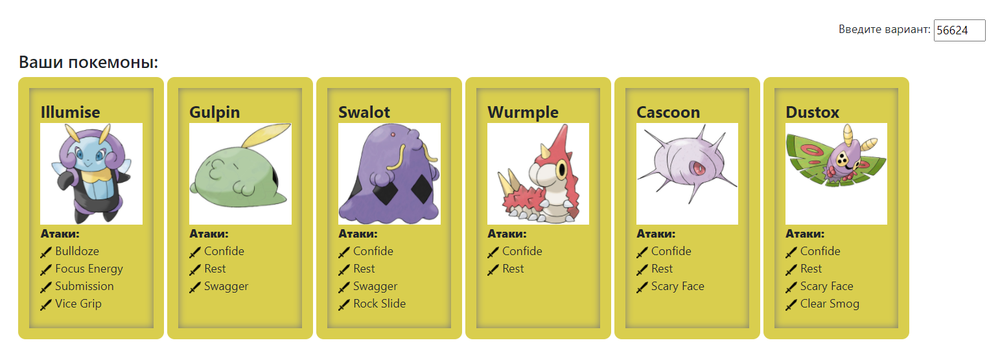 Введите вариант: 56624
Ваши покемоны:
Illumise
Атаки:
Bulldoze
Focus Energy
Submission
Vice Grip
Gulpin
Атаки:
Confide
Rest
Swagger
Swalot
Атаки:
Confide
Rest
Swagger
Rock Slide
Wurmple
Атаки:
Confide
Rest
Cascoon
Атаки:
Confide
Rest
Scary Face
Dustox
Атаки:
Confide
Rest
Scary Face
Clear Smog